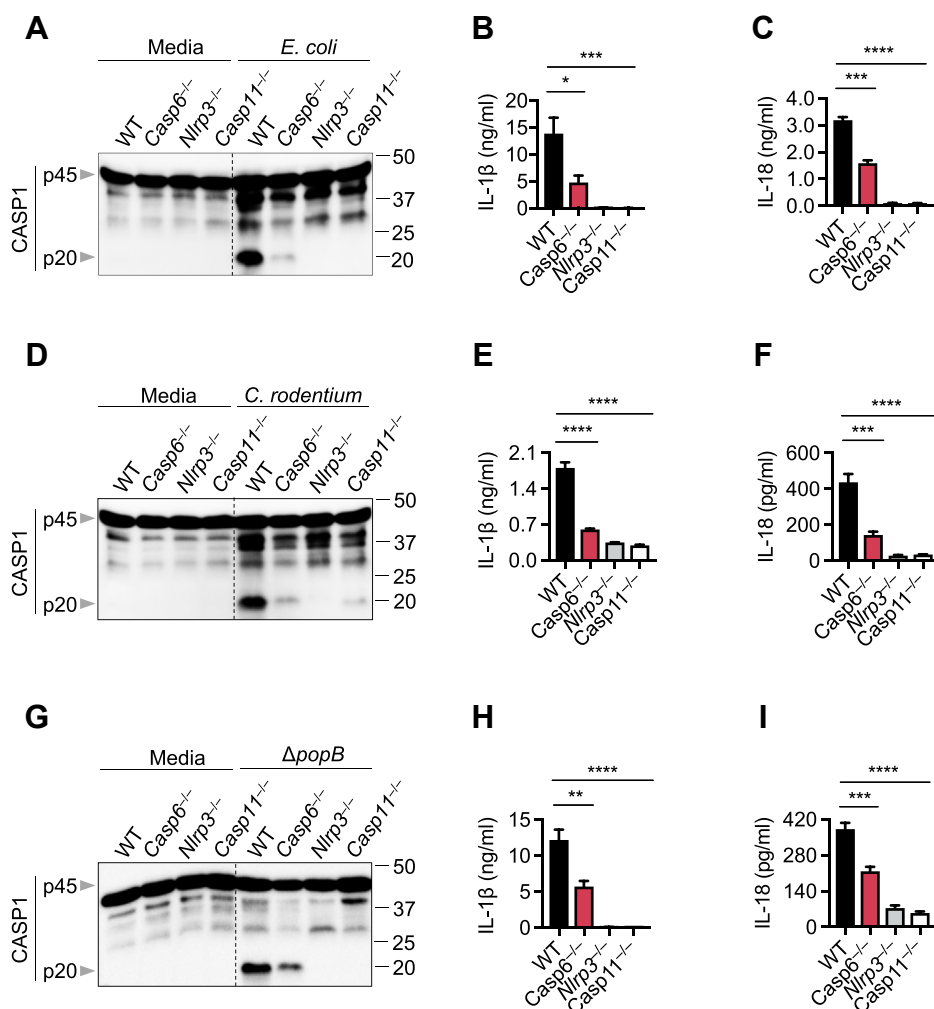 A
Media
E. coli
WT
Casp6–/–
Nlrp3–/–
Casp11–/–
WT
Casp6–/–
Nlrp3–/–
Casp11–/–
CASP1
p45
p20
50
37
25
20
B
***
*
IL-1β (ng/ml)
20
15
10
5
0
WT
Casp6–/–
Nlrp3–/–
Casp11–/–
C
****
***
IL-18 (ng/ml)
4.0
3.0
2.0
1.0
0.0
WT
Casp6–/–
Nlrp3–/–
Casp11–/–
D
Media
C. rodentium
WT
Casp6–/–
Nlrp3–/–
Casp11–/–
WT
Casp6–/–
Nlrp3–/–
Casp11–/–
CASP1
p45
p20
50
37
25
20
E
****
****
IL-1β (ng/ml)
2.1
1.4
0.7
0.0
WT
Casp6–/–
Nlrp3–/–
Casp11–/–
F
****
***
IL-18 (pg/ml)
600
400
200
0
WT
Casp6–/–
Nlrp3–/–
Casp11–/–
G
Media
ΔpopB
WT
Casp6–/–
Nlrp3–/–
Casp11–/–
WT
Casp6–/–
Nlrp3–/–
Casp11–/–
CASP1
p45
p20
50
37
25
20
H
****
**
IL-1β (ng/ml)
15
10
5
0
WT
Casp6–/–
Nlrp3–/–
Casp11–/–
I
****
***
IL-18 (pg/ml)
420
280
140
0
WT
Casp6–/–
Nlrp3–/–
Casp11–/–